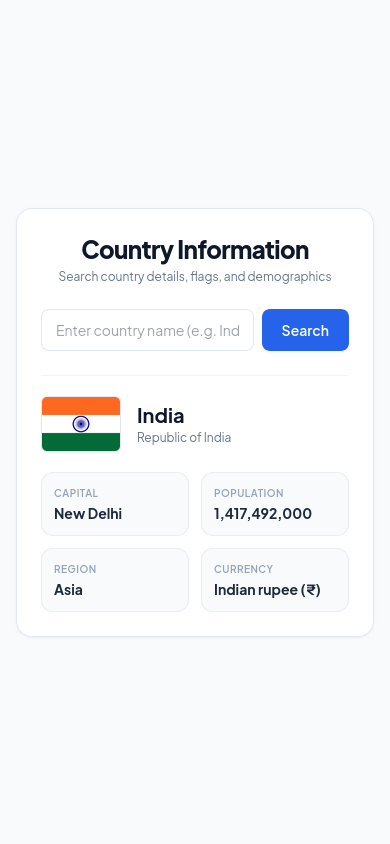 Country Information
Search country details, flags, and demographics
Enter country name (e.g. Ind
Search
India
Republic of India
CAPITAL
New Delhi
POPULATION
1,417,492,000
REGION
Asia
CURRENCY
Indian rupee (₹)